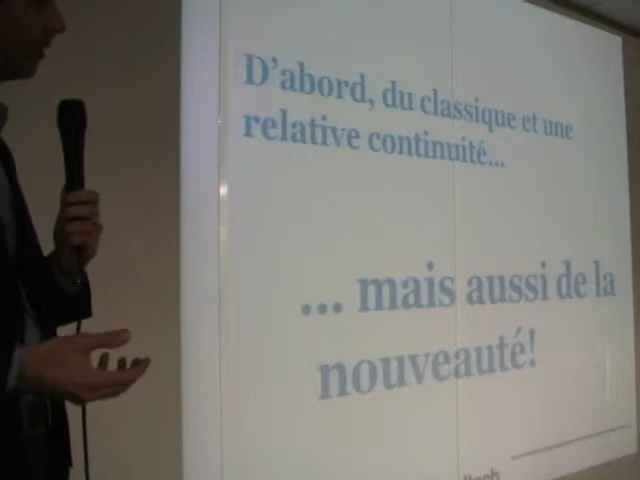 D'abord, du classique et une
relative continuité...
... mais aussi de la
nouveauté!